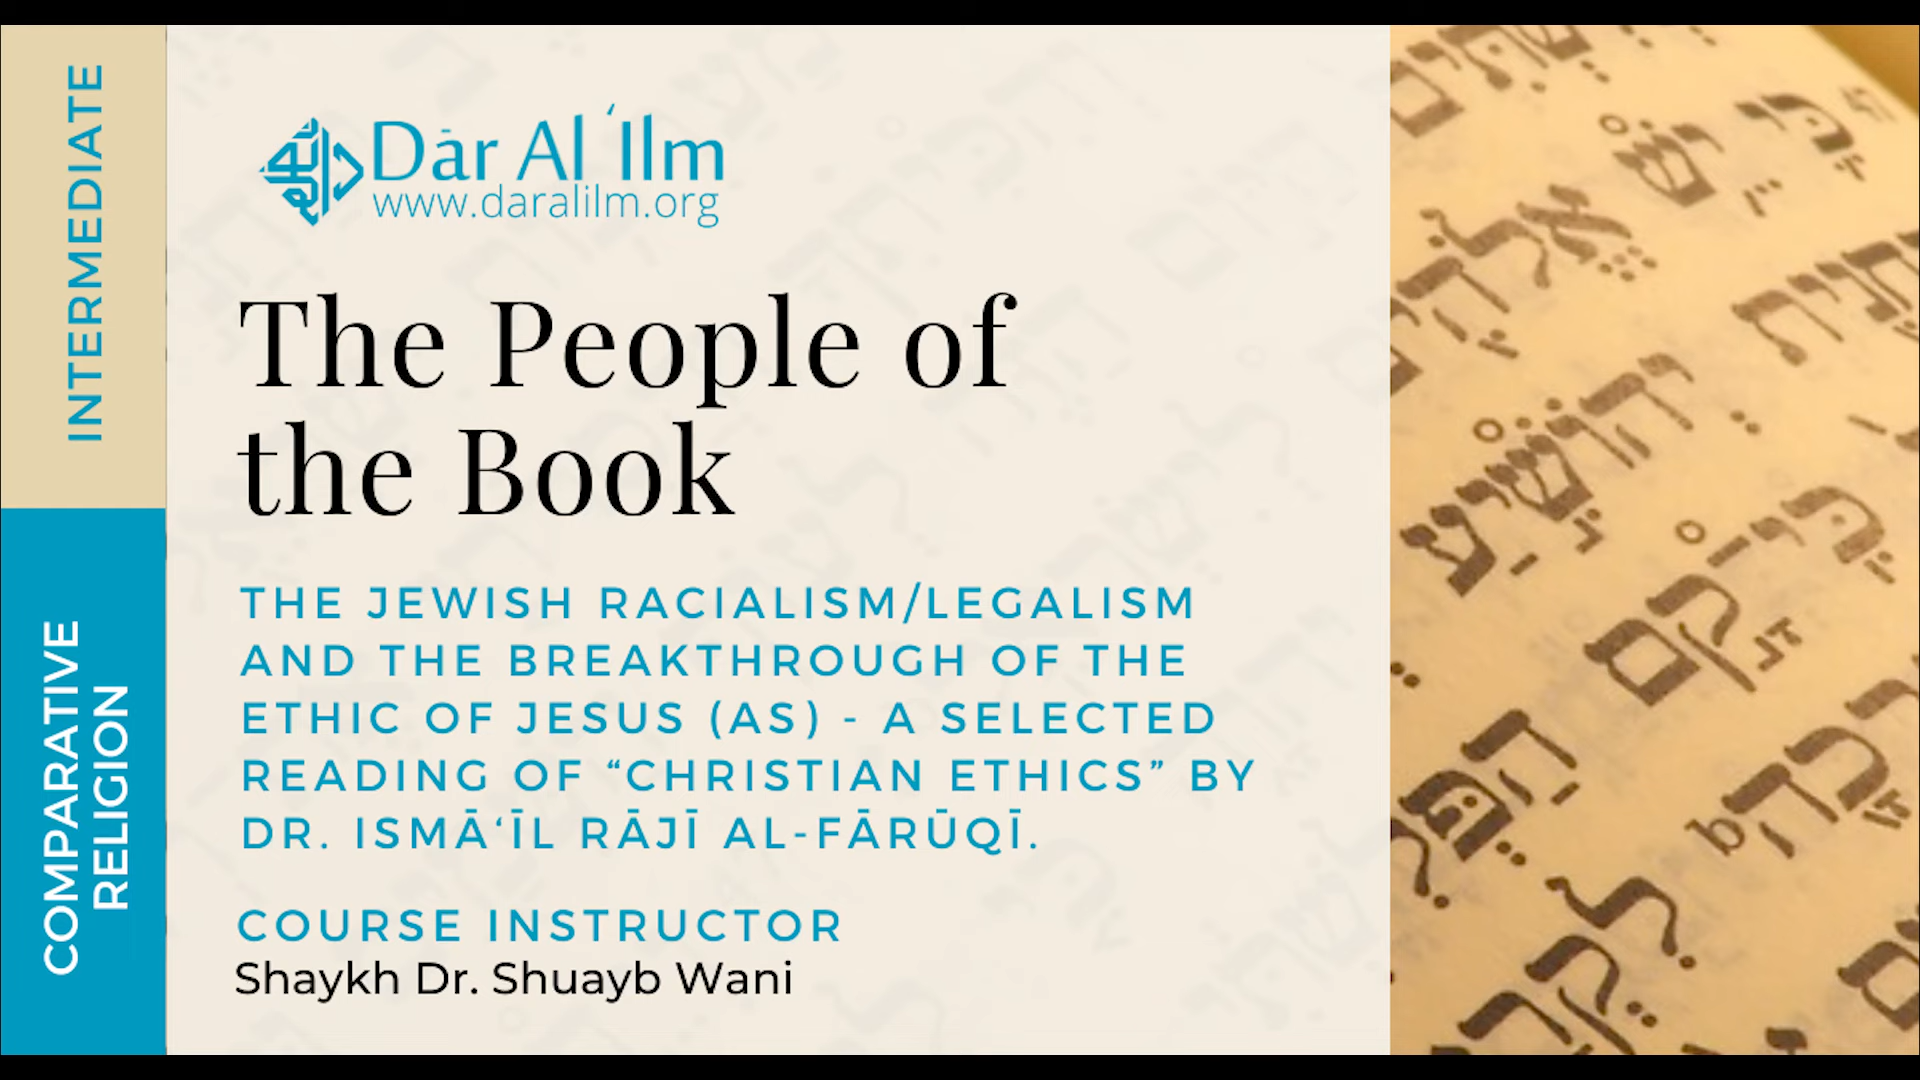 INTERMEDIATE
COMPARATIVE
RELIGION
Dār Al ʿIlm
www.daralilm.org
The People of
the Book
THE JEWISH RACIALISM/LEGALISM
AND THE BREAKTHROUGH OF THE
ETHIC OF JESUS (AS) - A SELECTED
READING OF “CHRISTIAN ETHICS” BY
DR. ISMĀʿĪL RĀJĪ AL-FĀRŪQĪ.
COURSE INSTRUCTOR
Shaykh Dr. Shuayb Wani